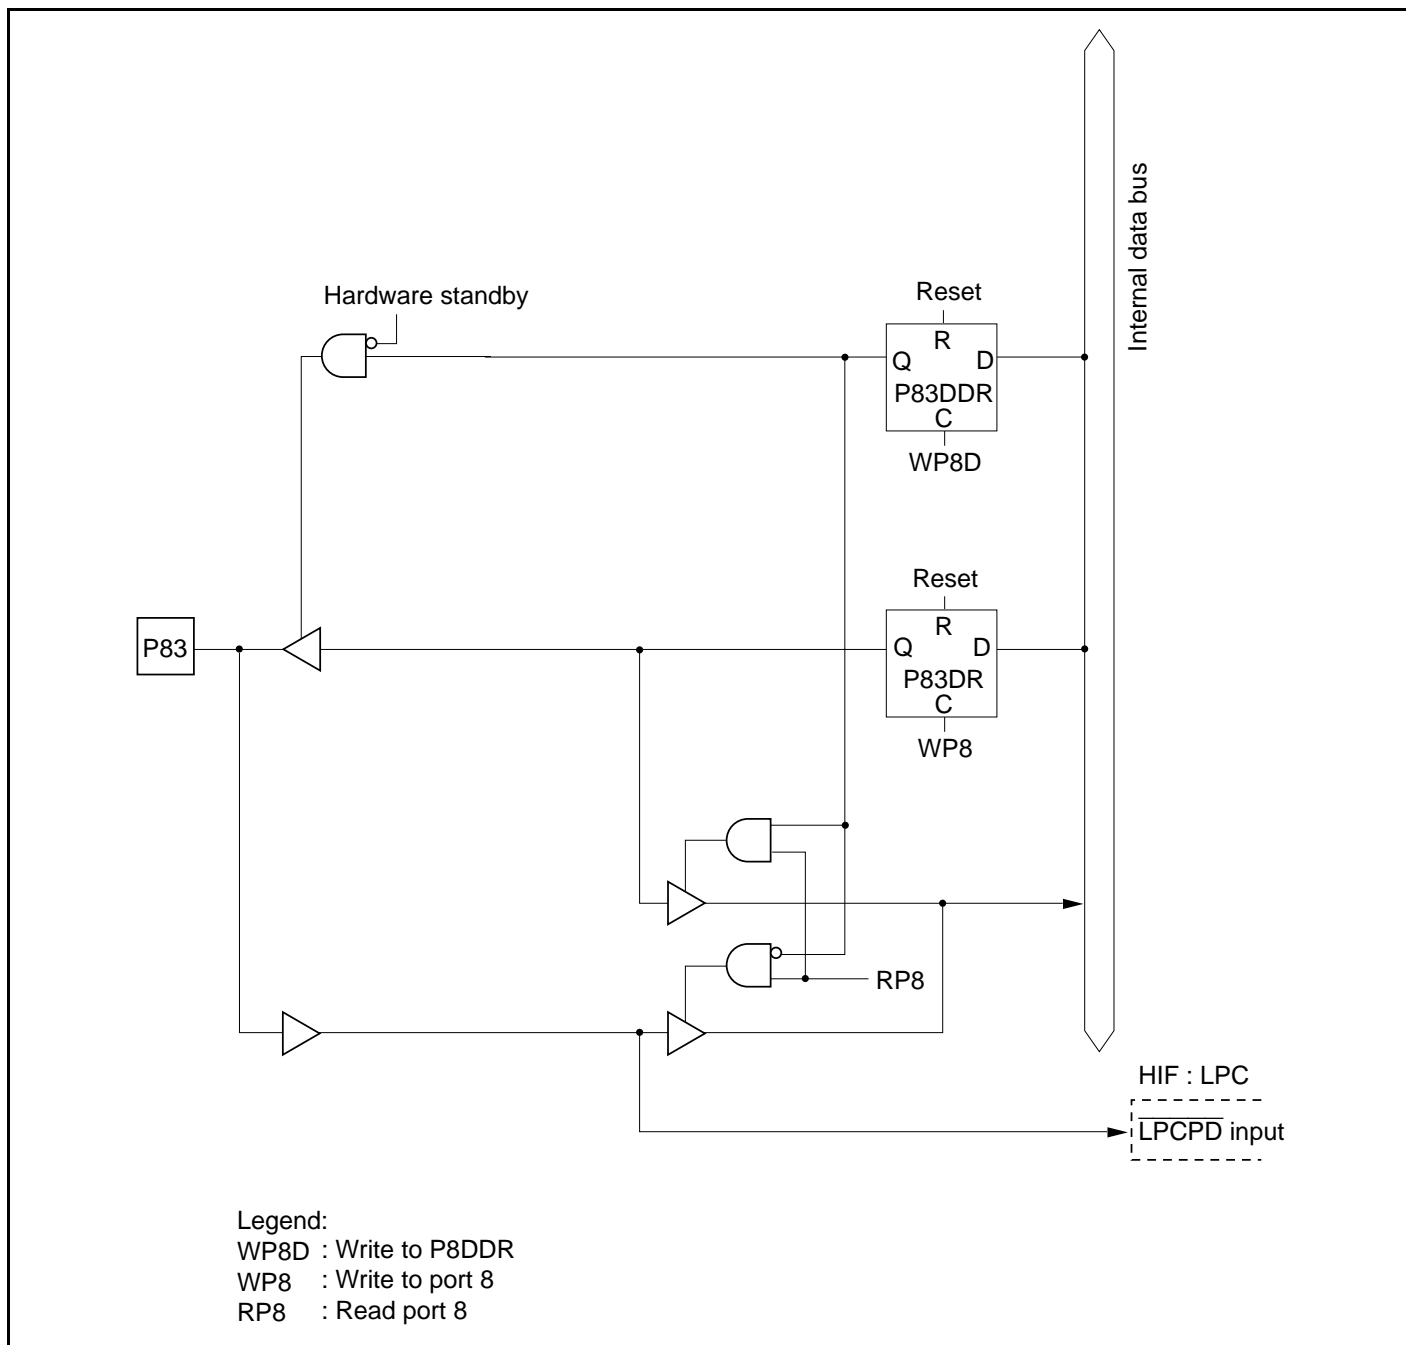 Internal data bus
Hardware standby
Reset
R
Q D
P83DDR
C
WP8D
Reset
P83
R
Q D
P83DR
C
WP8
RP8
HIF : LPC
LPCPD input
Legend:
WP8D : Write to P8DDR
WP8 : Write to port 8
RP8 : Read port 8